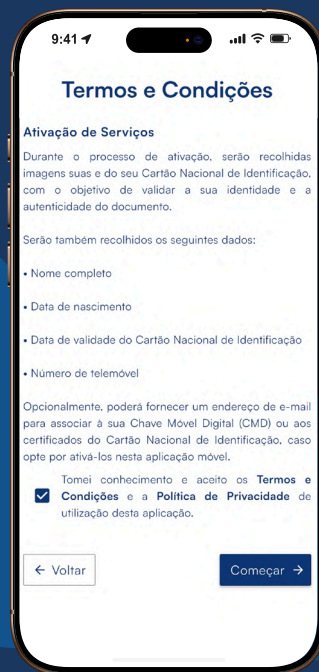 9:41
Termos e Condições
Ativação de Serviços
Durante o processo de ativação, serão recolhidas
imagens suas e do seu Cartão Nacional de Identificação,
com o objetivo de validar a sua identidade e a
autenticidade do documento.
Serão também recolhidos os seguintes dados:
• Nome completo
• Data de nascimento
• Data de validade do Cartão Nacional de Identificação
• Número de telemóvel
Opcionalmente, poderá fornecer um endereço de e-mail
para associar à sua Chave Móvel Digital (CMD) ou aos
certificados do Cartão Nacional de Identificação, caso
opte por ativá-los nesta aplicação móvel.
Tomei conhecimento e aceito os Termos e
Condições e a Política de Privacidade de
utilização desta aplicação.
← Voltar
Começar →